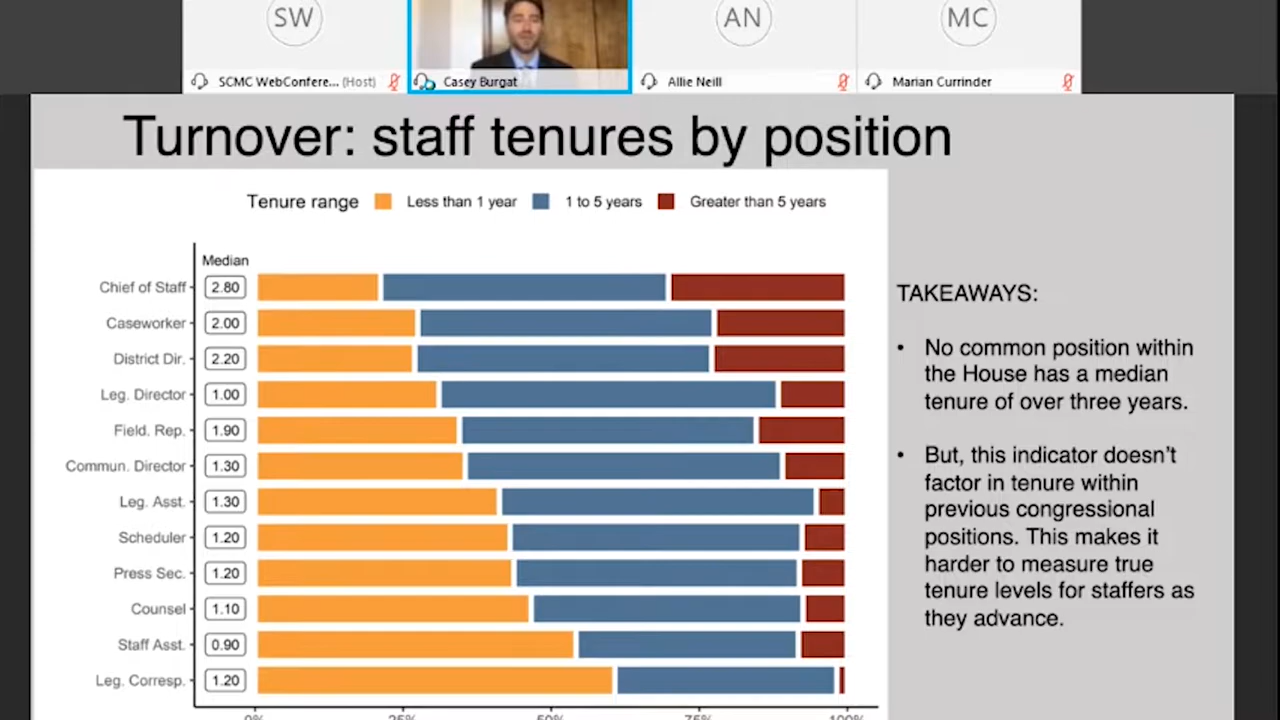 SW
AN
MC
SCMC WebConfere... (Host)
Casey Burgat
Allie Neill
Marian Currinder
Turnover: staff tenures by position
Tenure range
Less than 1 year
1 to 5 years
Greater than 5 years
Median
Chief of Staff 2.80
Caseworker 2.00
District Dir. 2.20
Leg. Director 1.00
Field. Rep. 1.90
Commun. Director 1.30
Leg. Asst. 1.30
Scheduler 1.20
Press Sec. 1.20
Counsel 1.10
Staff Asst. 0.90
Leg. Corresp. 1.20
0% 25% 50% 75% 100%
TAKEAWAYS:
• No common position within
the House has a median
tenure of over three years.
• But, this indicator doesn't
factor in tenure within
previous congressional
positions. This makes it
harder to measure true
tenure levels for staffers as
they advance.